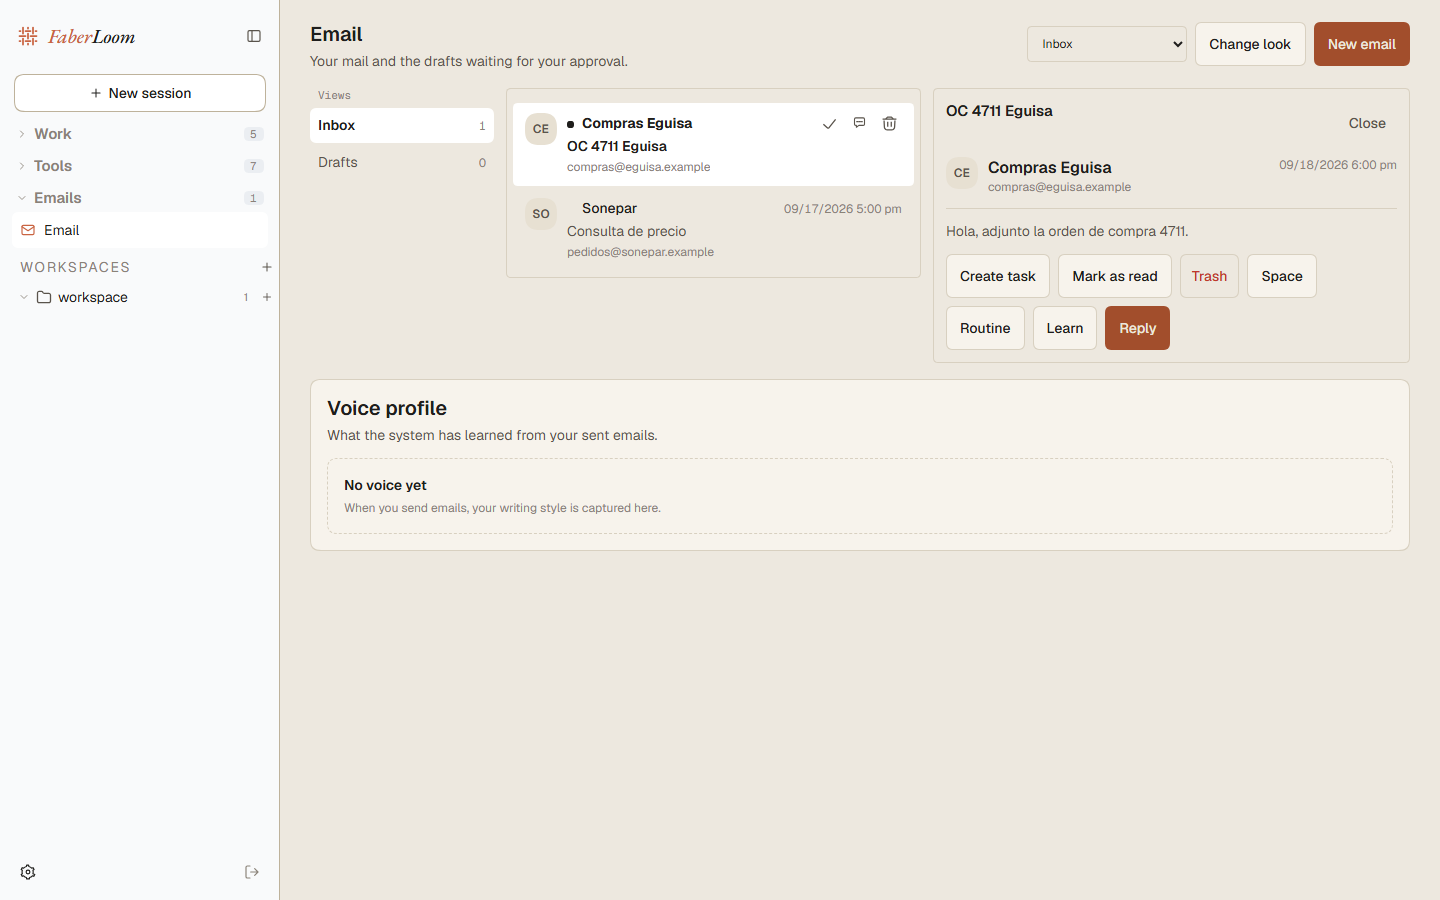 FaberLoom
+ New session
Work 5
Tools 7
Emails 1
Email
WORKSPACES +
workspace 1 +
Email
Your mail and the drafts waiting for your approval.
Inbox
Change look
New email
Views
Inbox 1
Drafts 0
CE
Compras Eguisa
OC 4711 Eguisa
compras@eguisa.example
SO
Sonepar 09/17/2026 5:00 pm
Consulta de precio
pedidos@sonepar.example
OC 4711 Eguisa
Close
CE
Compras Eguisa 09/18/2026 6:00 pm
compras@eguisa.example
Hola, adjunto la orden de compra 4711.
Create task
Mark as read
Trash
Space
Routine
Learn
Reply
Voice profile
What the system has learned from your sent emails.
No voice yet
When you send emails, your writing style is captured here.